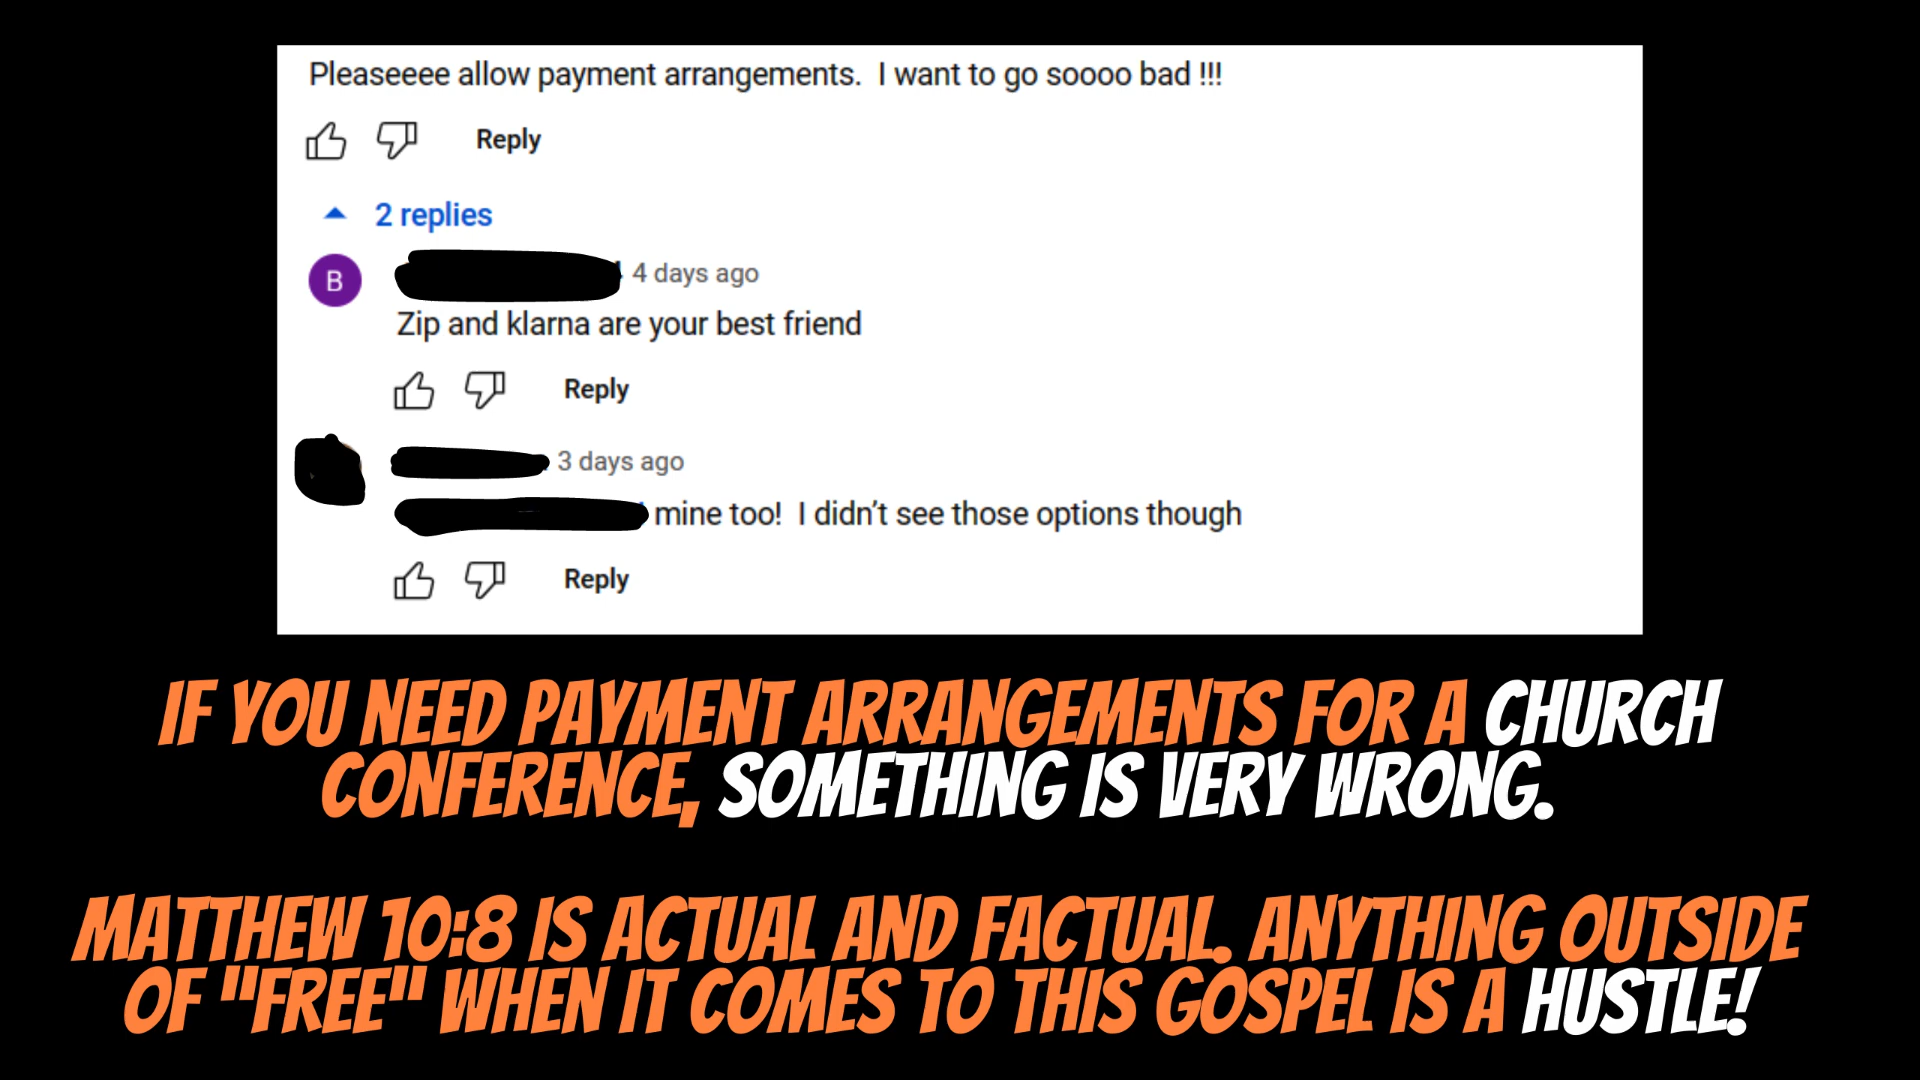 Pleaseeee allow payment arrangements.  I want to go soooo bad !!!
Reply
2 replies
B
4 days ago
Zip and klarna are your best friend
Reply
3 days ago
mine too!  I didn’t see those options though
Reply
IF YOU NEED PAYMENT ARRANGEMENTS FOR A CHURCH
CONFERENCE, SOMETHING IS VERY WRONG.
MATTHEW 10:8 IS ACTUAL AND FACTUAL. ANYTHING OUTSIDE
OF "FREE" WHEN IT COMES TO THIS GOSPEL IS A HUSTLE!